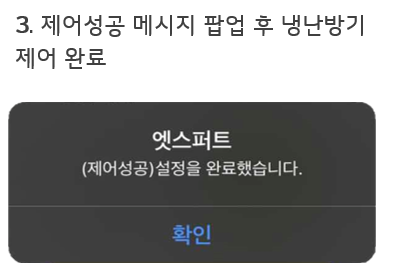 3. 제어성공 메시지 팝업 후 냉난방기
제어 완료
엣스퍼트
(제어성공)설정을 완료했습니다.
확인